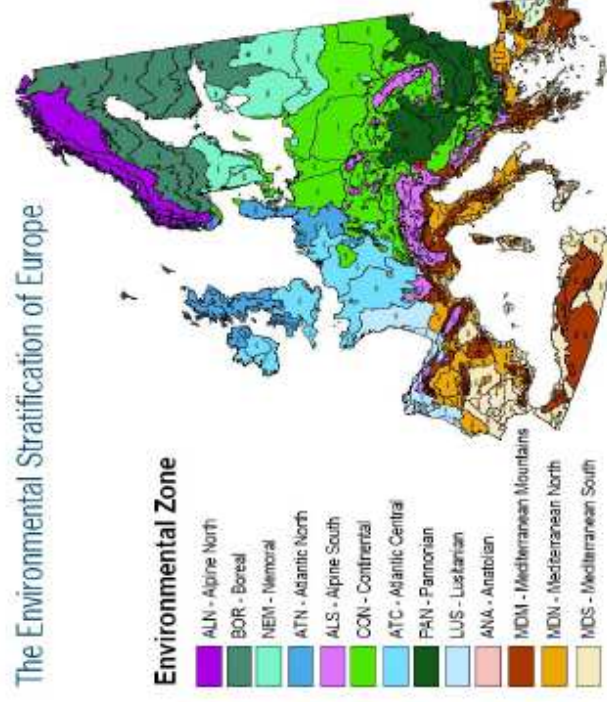 The Environmental Stratification of Europe
Environmental Zone
ALN - Alpine North
BOR - Boreal
NEM - Nemoral
ATN - Atlantic North
ALS - Alpine South
CON - Continental
ATC - Atlantic Central
PAN - Pannonian
LUS - Lusitanian
ANA - Anatolian
MDM - Mediterranean Mountains
MDN - Mediterranean North
MDS - Mediterranean South